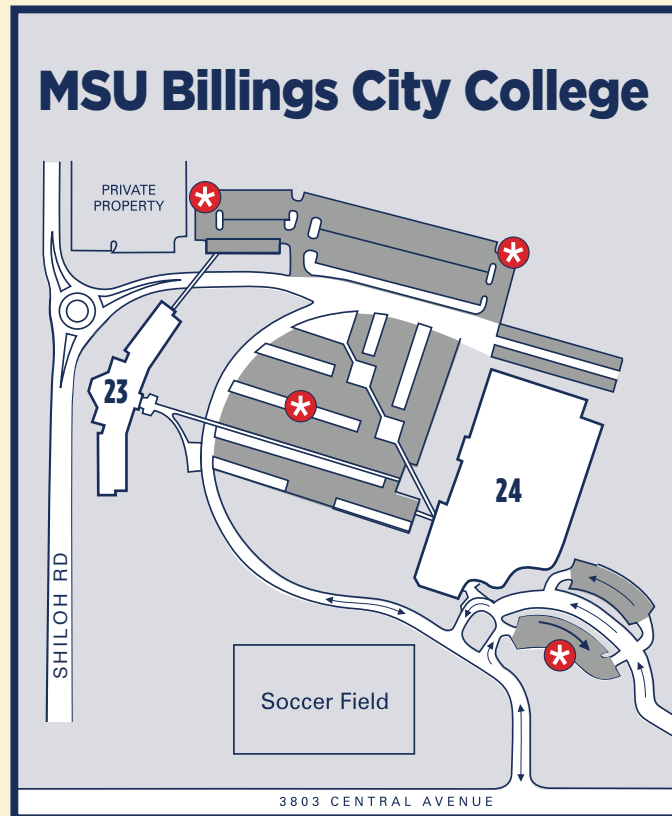 MSU Billings City College
PRIVATE
PROPERTY
23
24
SHILOH RD
Soccer Field
3803 CENTRAL AVENUE